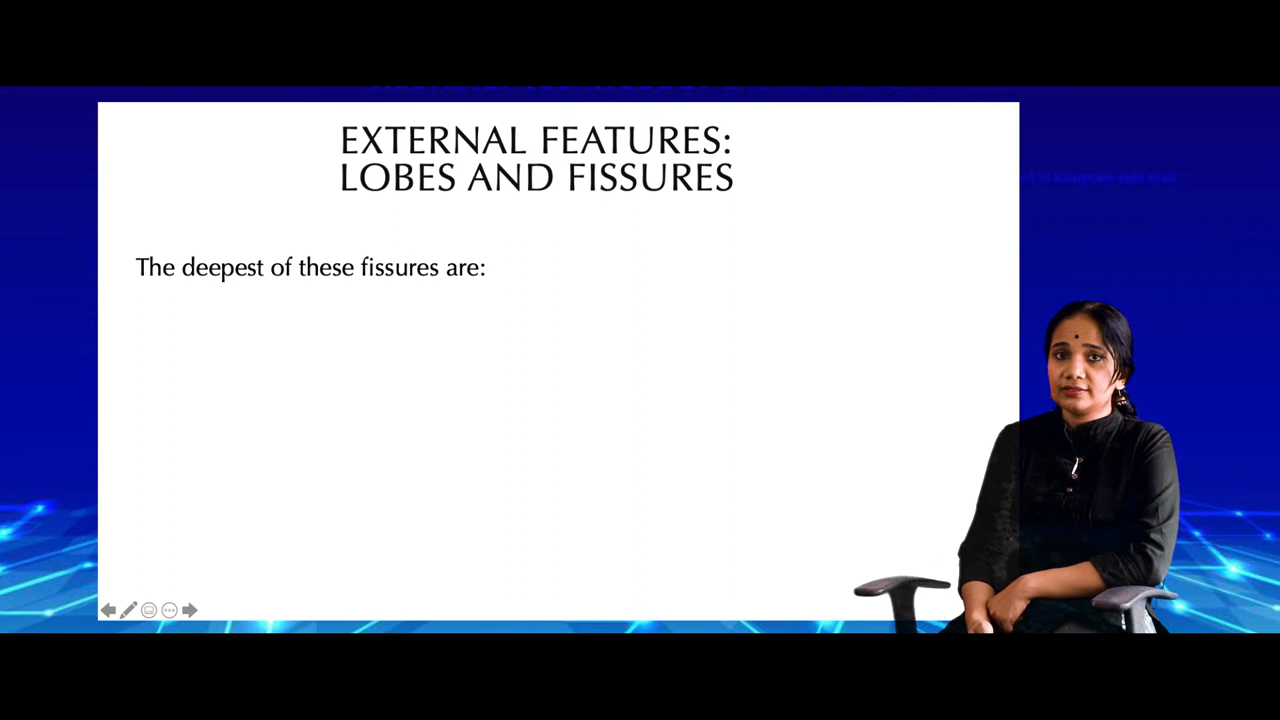 EXTERNAL FEATURES:
LOBES AND FISSURES
The deepest of these fissures are: